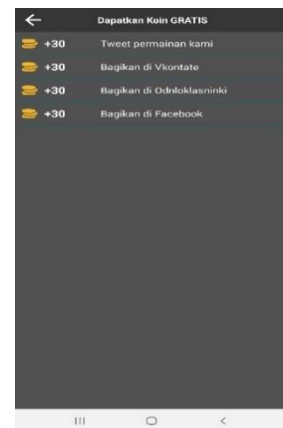 Dapatkan Koin GRATIS
+30 Tweet permainan kami
+30 Bagikan di Vkontate
+30 Bagikan di Odnloklasninki
+30 Bagikan di Facebook